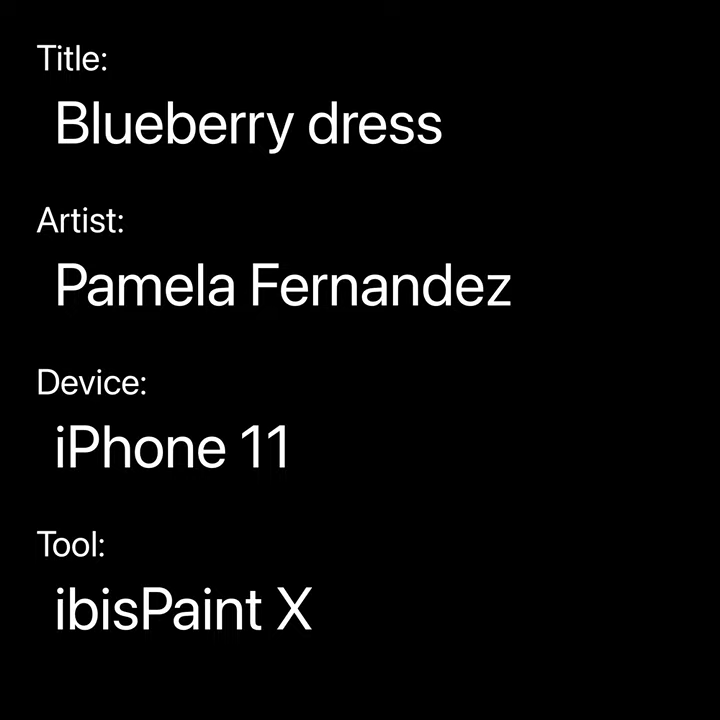 Title:
Blueberry dress
Artist:
Pamela Fernandez
Device:
iPhone 11
Tool:
ibisPaint X